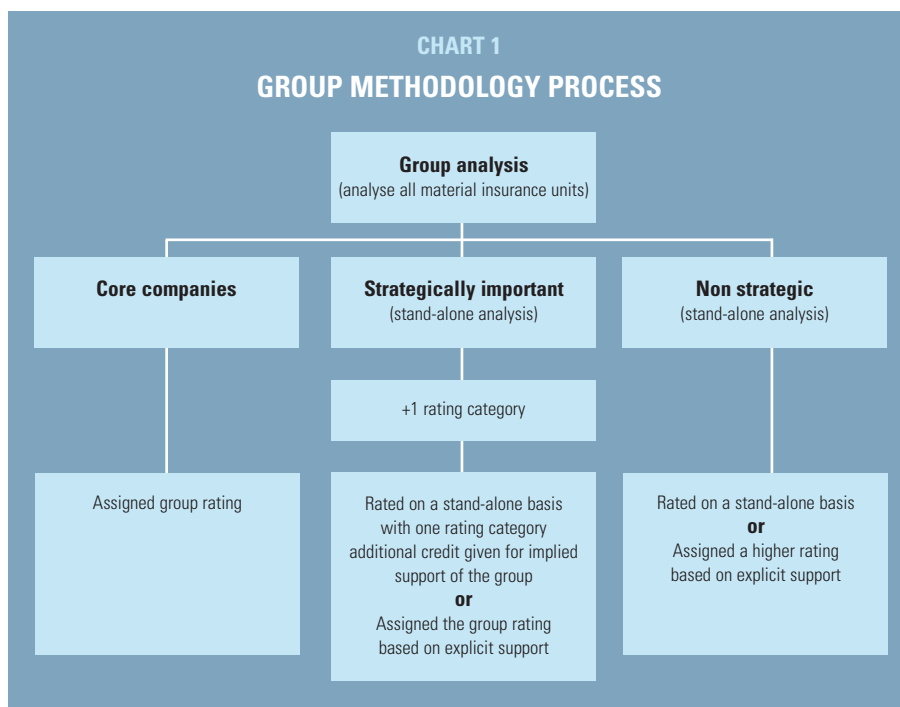 CHART 1
GROUP METHODOLOGY PROCESS
Group analysis
(analyse all material insurance units)
Core companies
Strategically important
(stand-alone analysis)
Non strategic
(stand-alone analysis)
+1 rating category
Assigned group rating
Rated on a stand-alone basis
with one rating category
additional credit given for implied
support of the group
or
Assigned the group rating
based on explicit support
Rated on a stand-alone basis
or
Assigned a higher rating
based on explicit support